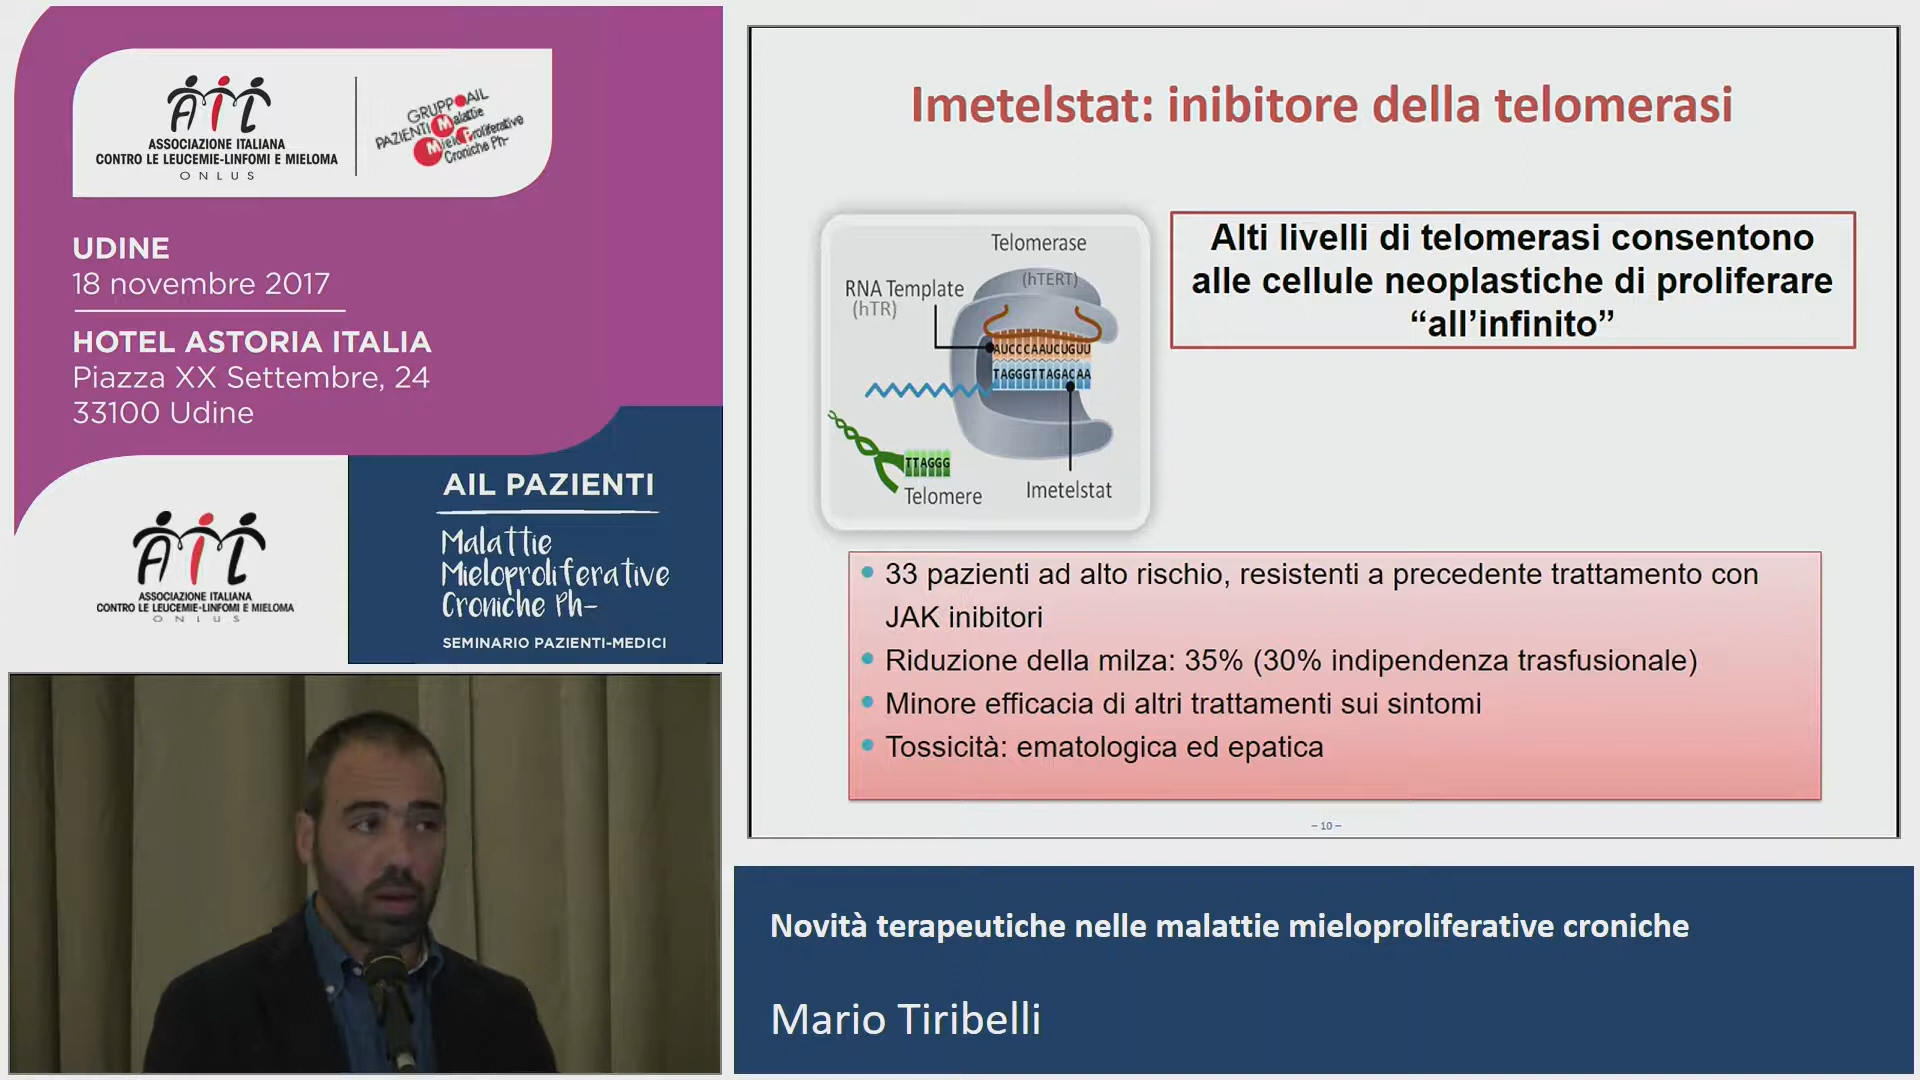 AIL
ASSOCIAZIONE ITALIANA
CONTRO LE LEUCEMIE-LINFOMI E MIELOMA
ONLUS
GRUPPO AIL
PAZIENTI Malattie
MieloProliferative
Croniche Ph-
UDINE
18 novembre 2017
HOTEL ASTORIA ITALIA
Piazza XX Settembre, 24
33100 Udine
AIL
ASSOCIAZIONE ITALIANA
CONTRO LE LEUCEMIE-LINFOMI E MIELOMA
ONLUS
AIL PAZIENTI
Malattie
Mieloproliferative
Croniche Ph-
SEMINARIO PAZIENTI-MEDICI
Imetelstat: inibitore della telomerasi
Telomerase
(hTERT)
RNA Template
(hTR)
AUCCCAAUCUGUU
TAGGGTTAGACAA
TTAGGG
Telomere
Imetelstat
Alti livelli di telomerasi consentono
alle cellule neoplastiche di proliferare
“all’infinito”
• 33 pazienti ad alto rischio, resistenti a precedente trattamento con
JAK inibitori
• Riduzione della milza: 35% (30% indipendenza trasfusionale)
• Minore efficacia di altri trattamenti sui sintomi
• Tossicità: ematologica ed epatica
– 10 –
Novità terapeutiche nelle malattie mieloproliferative croniche
Mario Tiribelli